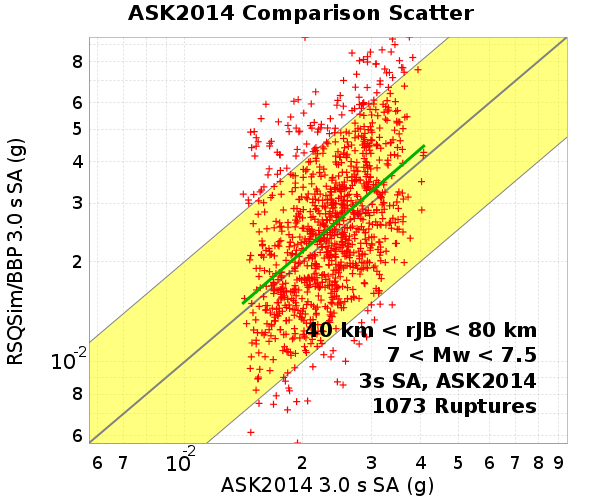 ASK2014 Comparison Scatter
RSQSim/BBP 3.0 s SA (g)
8
6
5
4
3
2
10-2
8
6
40 km < rJB < 80 km
7 < Mw < 7.5
3s SA, ASK2014
1073 Ruptures
6 7 10-2 2 3 4 5 6 7 8 9
ASK2014 3.0 s SA (g)